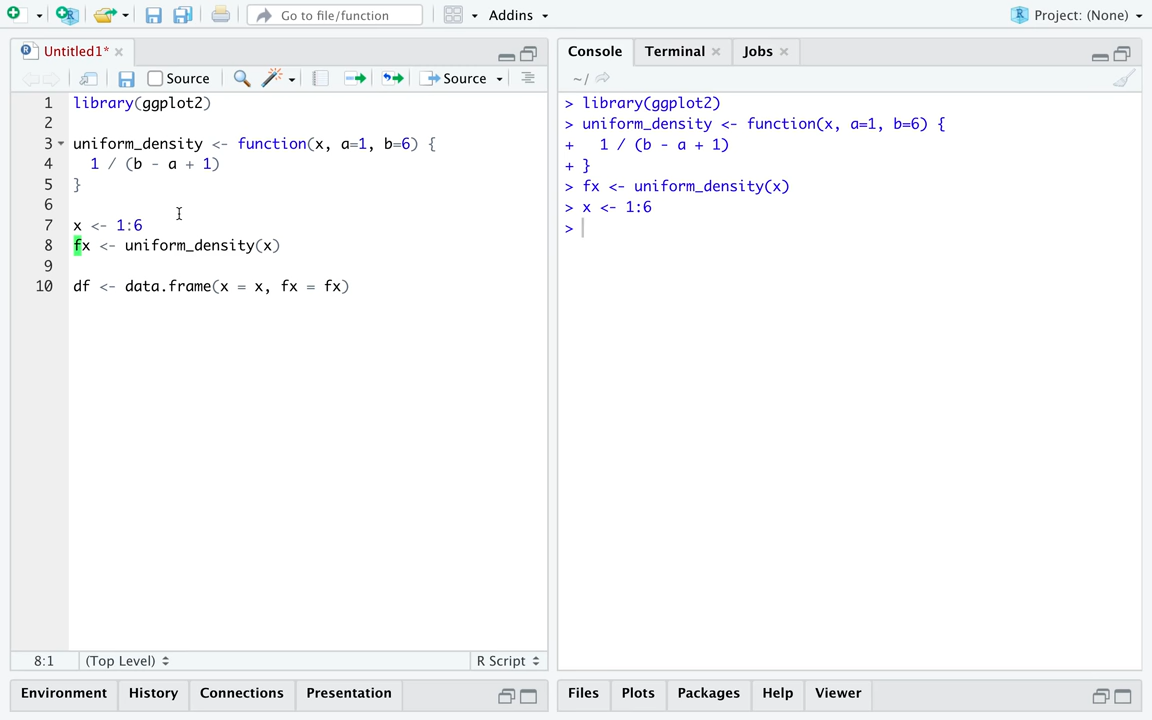 Go to file/function
Addins
Project: (None)
Untitled1*
Source
Source
1 library(ggplot2)
2
3 uniform_density <- function(x, a=1, b=6) {
4 1 / (b - a + 1)
5 }
6
7 x <- 1:6
8 fx <- uniform_density(x)
9
10 df <- data.frame(x = x, fx = fx)
8:1
(Top Level)
R Script
Environment
History
Connections
Presentation
Console
Terminal
Jobs
~/
> library(ggplot2)
> uniform_density <- function(x, a=1, b=6) {
+ 1 / (b - a + 1)
+ }
> fx <- uniform_density(x)
> x <- 1:6
>
Files
Plots
Packages
Help
Viewer